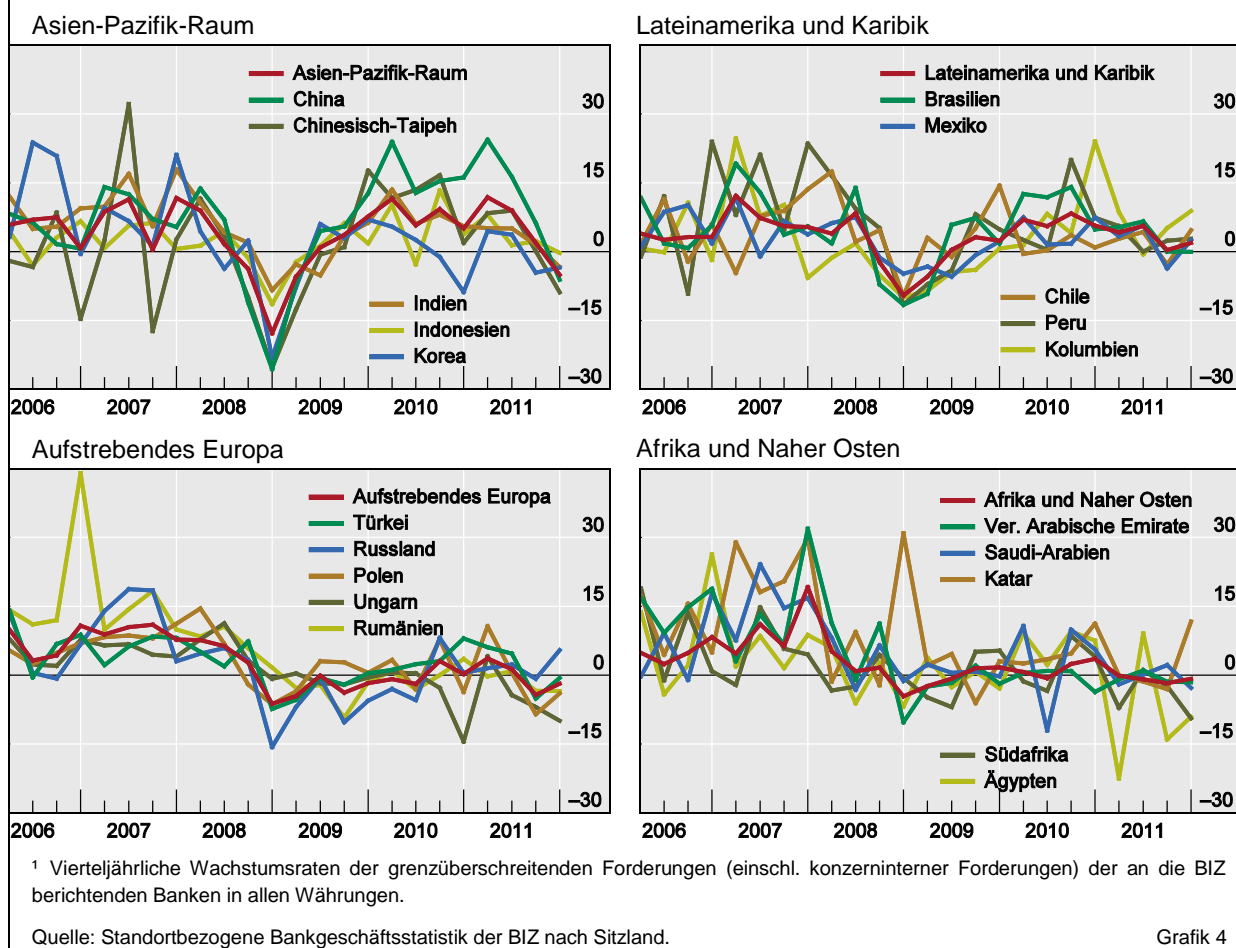 Asien-Pazifik-Raum
Asien-Pazifik-Raum
China
Chinesisch-Taipeh
Indien
Indonesien
Korea
30
15
0
–15
–30
2006 2007 2008 2009 2010 2011
Lateinamerika und Karibik
Lateinamerika und Karibik
Brasilien
Mexiko
Chile
Peru
Kolumbien
30
15
0
–15
–30
2006 2007 2008 2009 2010 2011
Aufstrebendes Europa
Aufstrebendes Europa
Türkei
Russland
Polen
Ungarn
Rumänien
30
15
0
–15
–30
2006 2007 2008 2009 2010 2011
Afrika und Naher Osten
Afrika und Naher Osten
Ver. Arabische Emirate
Saudi-Arabien
Katar
Südafrika
Ägypten
30
15
0
–15
–30
2006 2007 2008 2009 2010 2011
¹ Vierteljährliche Wachstumsraten der grenzüberschreitenden Forderungen (einschl. konzerninterner Forderungen) der an die BIZ
berichtenden Banken in allen Währungen.
Quelle: Standortbezogene Bankgeschäftsstatistik der BIZ nach Sitzland. Grafik 4